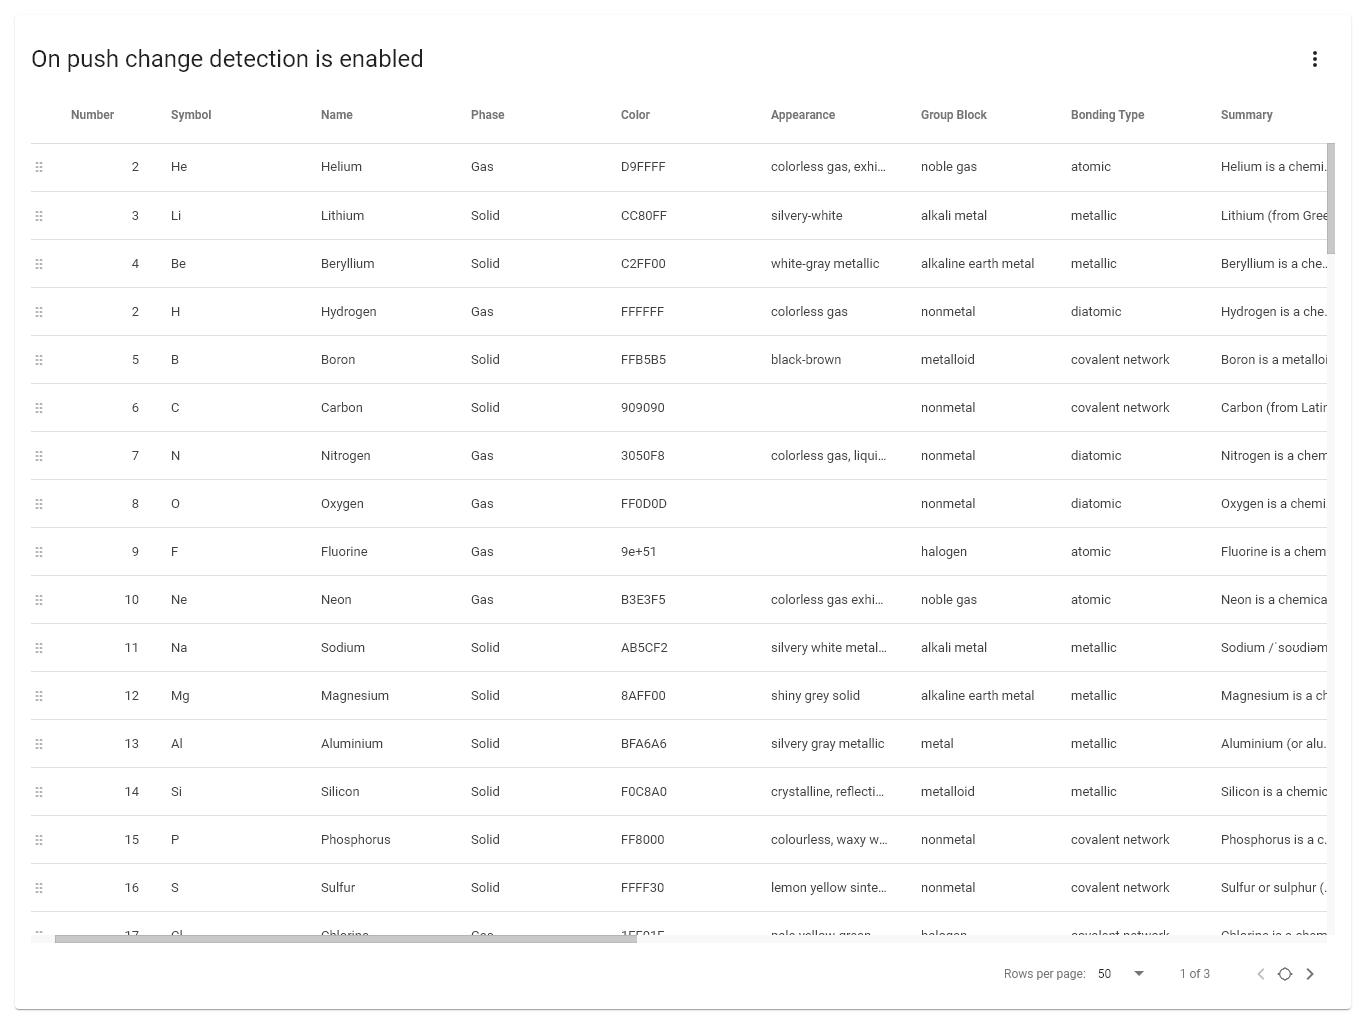 On push change detection is enabled
Number Symbol Name Phase Color Appearance Group Block Bonding Type Summary
2 He Helium Gas D9FFFF colorless gas, exhi… noble gas atomic Helium is a chemi.
3 Li Lithium Solid CC80FF silvery-white alkali metal metallic Lithium (from Gree
4 Be Beryllium Solid C2FF00 white-gray metallic alkaline earth metal metallic Beryllium is a che..
2 H Hydrogen Gas FFFFFF colorless gas nonmetal diatomic Hydrogen is a che.
5 B Boron Solid FFB5B5 black-brown metalloid covalent network Boron is a metalloi
6 C Carbon Solid 909090 nonmetal covalent network Carbon (from Latin
7 N Nitrogen Gas 3050F8 colorless gas, liqui… nonmetal diatomic Nitrogen is a chem
8 O Oxygen Gas FF0D0D nonmetal diatomic Oxygen is a chemi.
9 F Fluorine Gas 9e+51 halogen atomic Fluorine is a chem
10 Ne Neon Gas B3E3F5 colorless gas exhi… noble gas atomic Neon is a chemica
11 Na Sodium Solid AB5CF2 silvery white metal… alkali metal metallic Sodium /ˈsoʊdiəm
12 Mg Magnesium Solid 8AFF00 shiny grey solid alkaline earth metal metallic Magnesium is a ch
13 Al Aluminium Solid BFA6A6 silvery gray metallic metal metallic Aluminium (or alu.
14 Si Silicon Solid F0C8A0 crystalline, reflecti… metalloid metallic Silicon is a chemic
15 P Phosphorus Solid FF8000 colourless, waxy w… nonmetal covalent network Phosphorus is a c.
16 S Sulfur Solid FFFF30 lemon yellow sinte… nonmetal covalent network Sulfur or sulphur (.
17 Cl Chlorine Gas 1FF01F pale yellow-green halogen covalent network Chlorine is a chem
Rows per page: 50 1 of 3